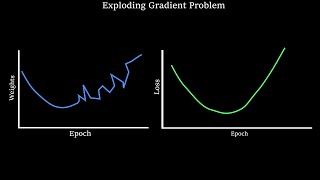 Exploding Gradient Problem
Weights
Epoch
Loss
Epoch